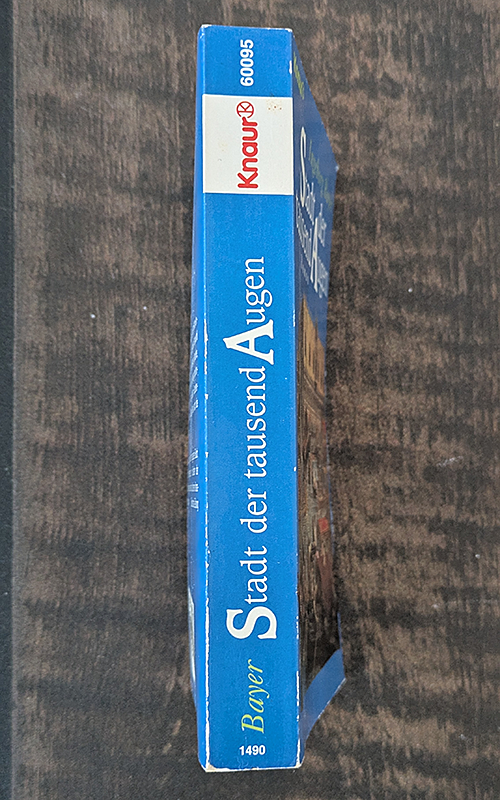 1490
Bayer
Stadt der tausend Augen
Knaur
60095